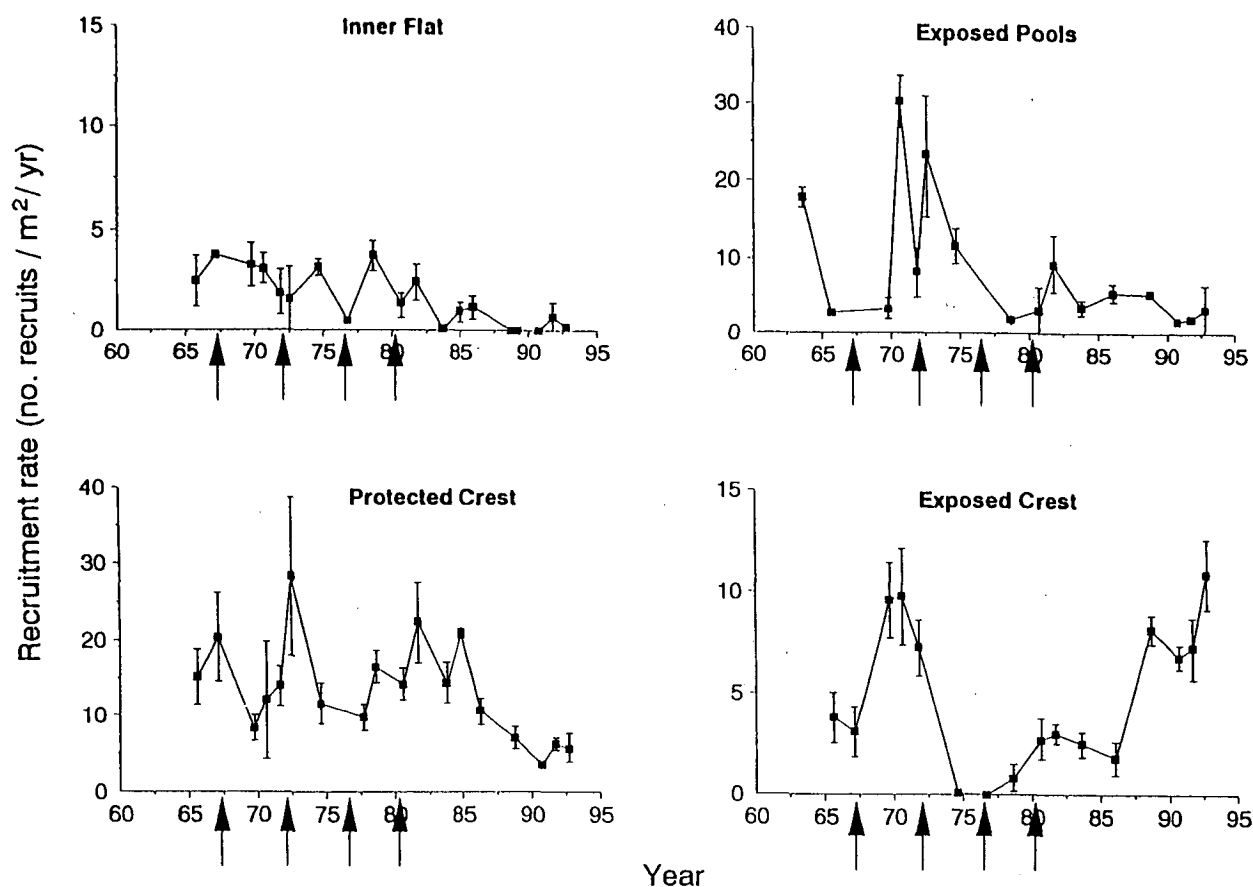 Recruitment rate (no. recruits / m²/ yr)
Inner Flat
15
10
5
0
60 65 70 75 80 85 90 95
Exposed Pools
40
30
20
10
0
60 65 70 75 80 85 90 95
Protected Crest
40
30
20
10
0
60 65 70 75 80 85 90 95
Exposed Crest
15
10
5
0
60 65 70 75 80 85 90 95
Year